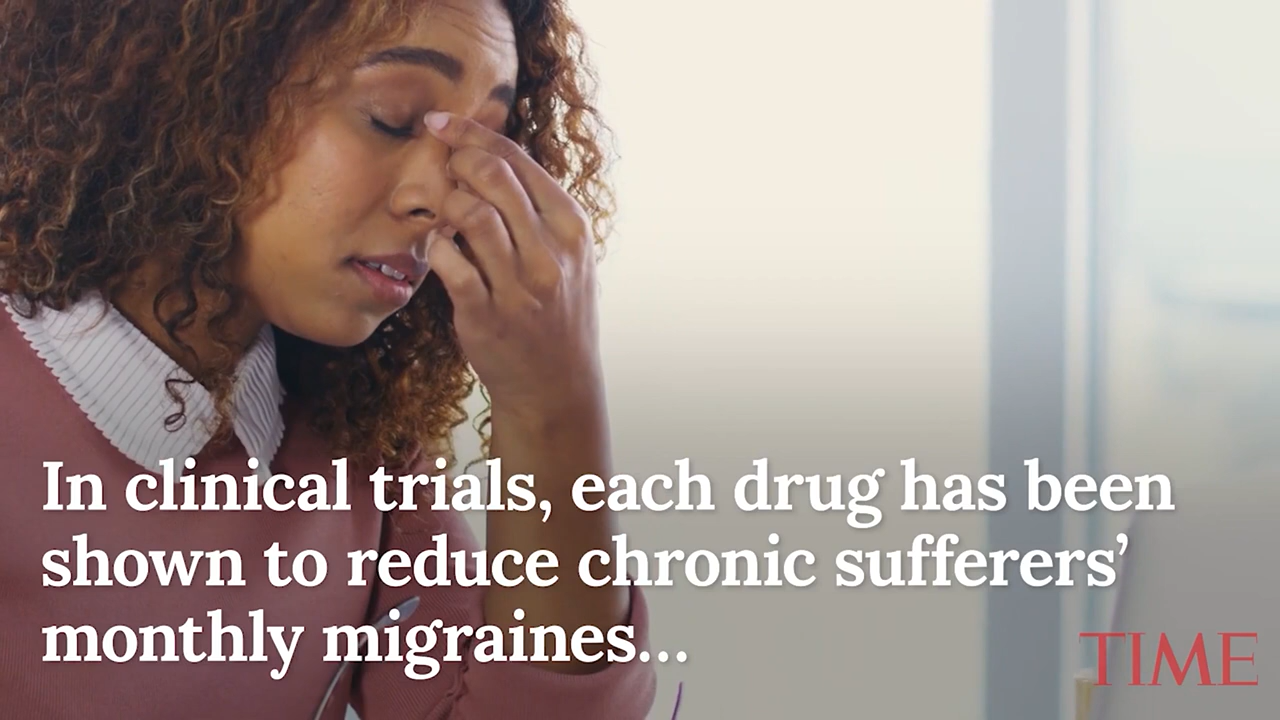 In clinical trials, each drug has been
shown to reduce chronic sufferers’
monthly migraines...
TIME